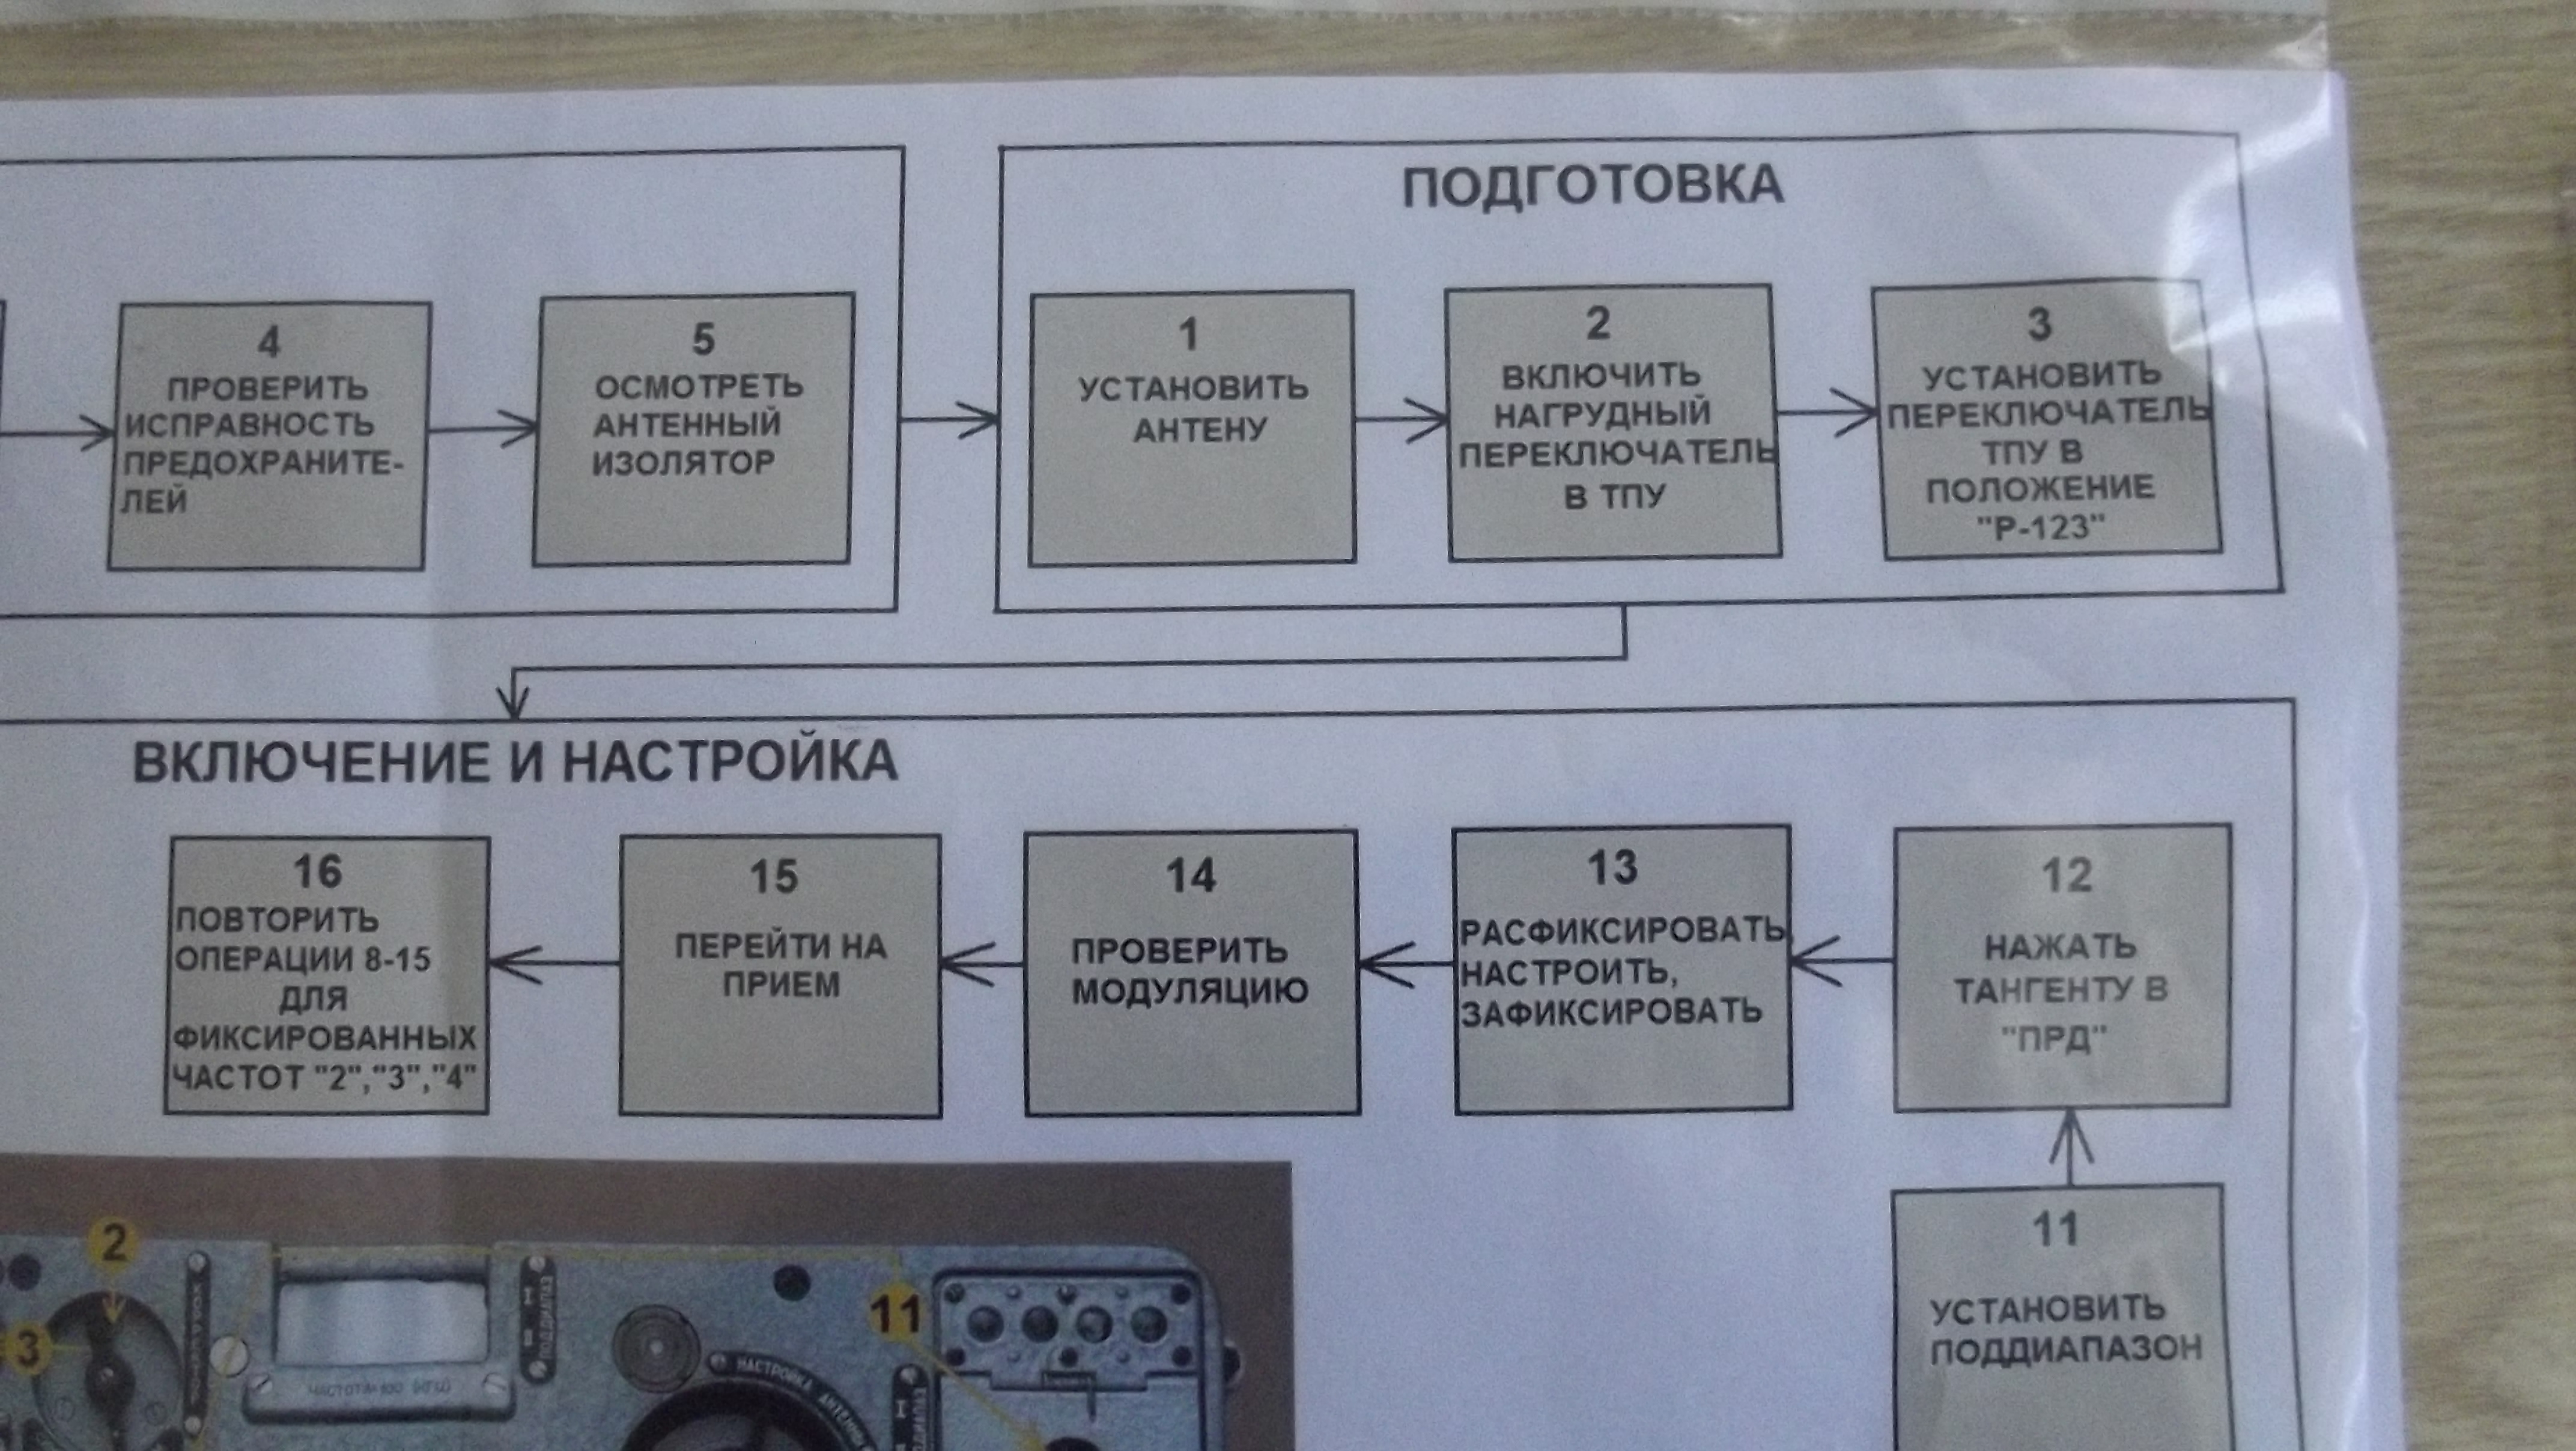 4
ПРОВЕРИТЬ
ИСПРАВНОСТЬ
ПРЕДОХРАНИТЕ-
ЛЕЙ
5
ОСМОТРЕТЬ
АНТЕННЫЙ
ИЗОЛЯТОР
ПОДГОТОВКА
1
УСТАНОВИТЬ
АНТЕНУ
2
ВКЛЮЧИТЬ
НАГРУДНЫЙ
ПЕРЕКЛЮЧАТЕЛЬ
В ТПУ
3
УСТАНОВИТЬ
ПЕРЕКЛЮЧАТЕЛЬ
ТПУ В
ПОЛОЖЕНИЕ
"Р-123"
ВКЛЮЧЕНИЕ И НАСТРОЙКА
16
ПОВТОРИТЬ
ОПЕРАЦИИ 8-15
ДЛЯ
ФИКСИРОВАННЫХ
ЧАСТОТ "2", "3", "4"
15
ПЕРЕЙТИ НА
ПРИЕМ
14
ПРОВЕРИТЬ
МОДУЛЯЦИЮ
13
РАСФИКСИРОВАТЬ,
НАСТРОИТЬ,
ЗАФИКСИРОВАТЬ
12
НАЖАТЬ
ТАНГЕНТУ В
"ПРД"
11
УСТАНОВИТЬ
ПОДДИАПАЗОН
2
3
11
НАСТРОЙКА АНТЕННЫ
ПОДДИАПАЗ
I
II